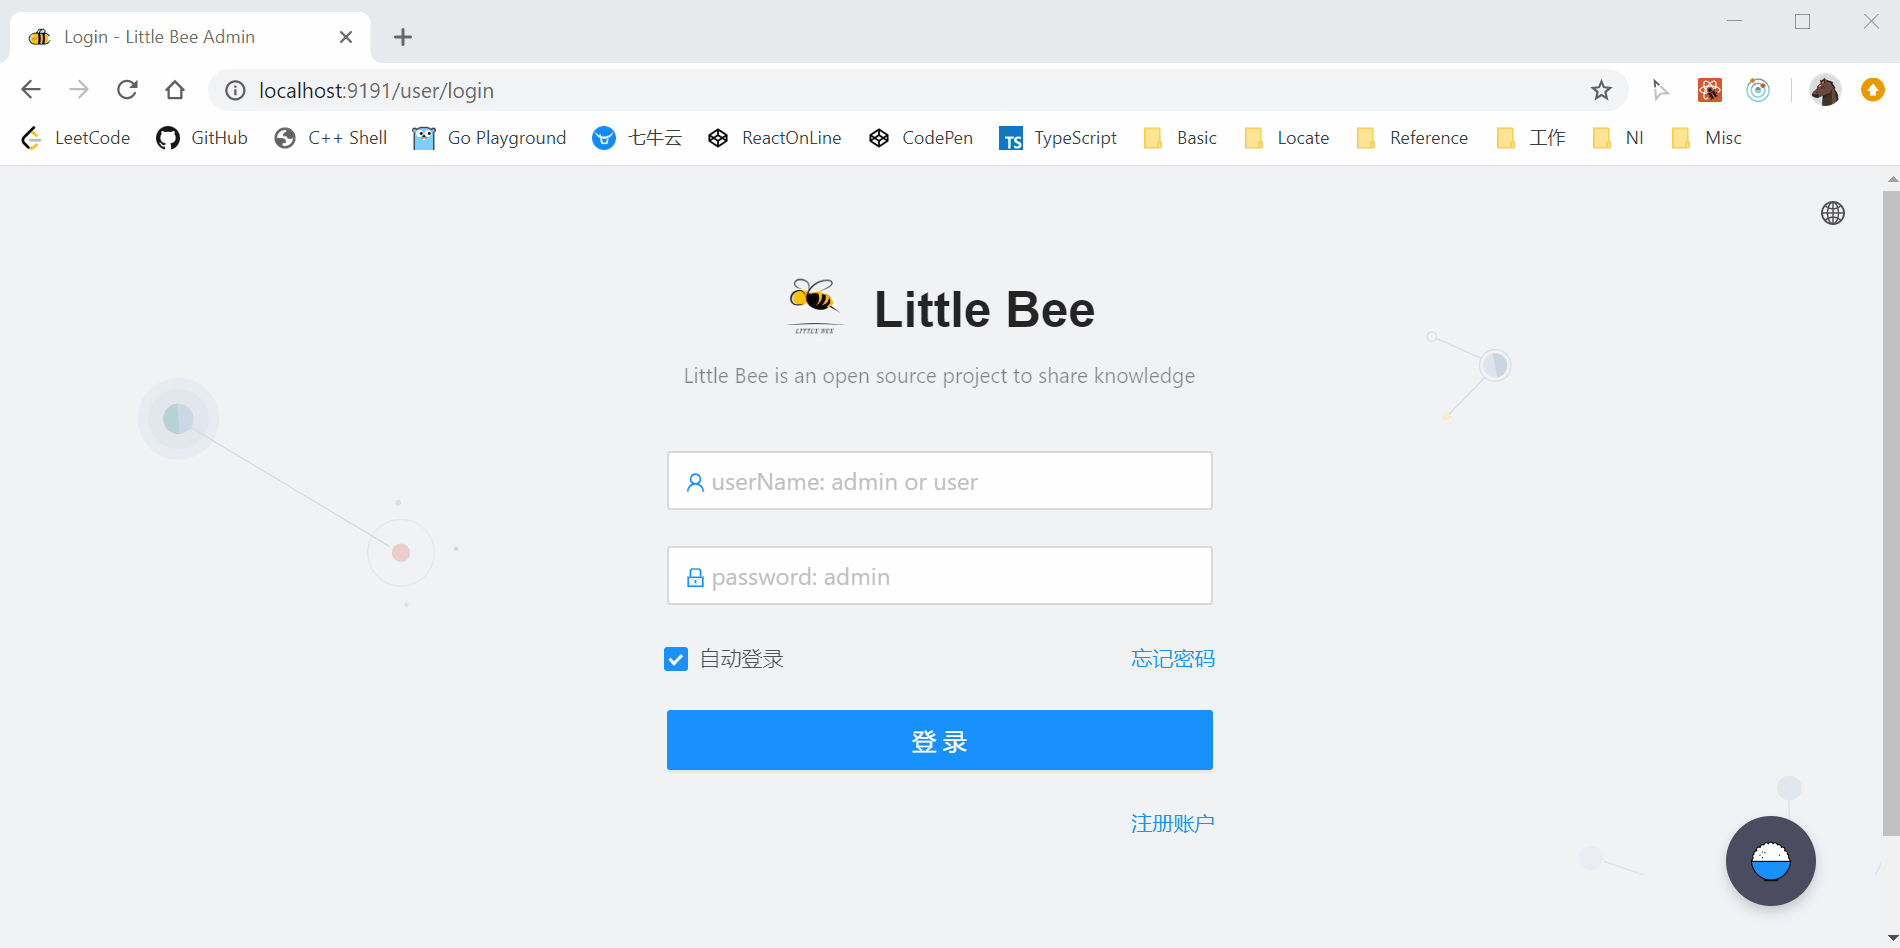 Login - Little Bee Admin
localhost:9191/user/login
LeetCode GitHub C++ Shell Go Playground 七牛云 ReactOnLine CodePen TS TypeScript Basic Locate Reference 工作 NI Misc
LITTLE BEE
Little Bee
Little Bee is an open source project to share knowledge
userName: admin or user
password: admin
自动登录 忘记密码
登 录
注册账户